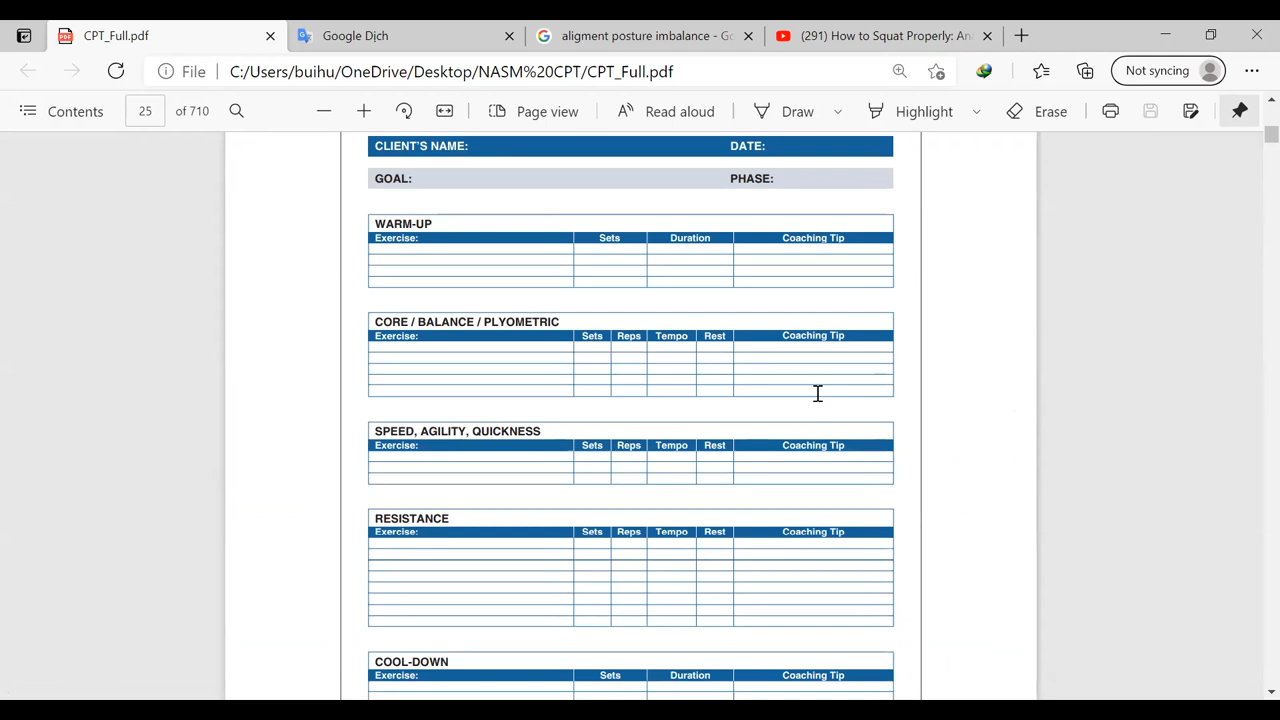 CPT_Full.pdf
Google Dịch
aligment posture imbalance - Go
(291) How to Squat Properly: An
File
C:/Users/buihu/OneDrive/Desktop/NASM%20CPT/CPT_Full.pdf
Not syncing
Contents
25 of 710
Page view
Read aloud
Draw
Highlight
Erase
CLIENT'S NAME: DATE:
GOAL: PHASE:
WARM-UP
Exercise: Sets Duration Coaching Tip
CORE / BALANCE / PLYOMETRIC
Exercise: Sets Reps Tempo Rest Coaching Tip
SPEED, AGILITY, QUICKNESS
Exercise: Sets Reps Tempo Rest Coaching Tip
RESISTANCE
Exercise: Sets Reps Tempo Rest Coaching Tip
COOL-DOWN
Exercise: Sets Duration Coaching Tip